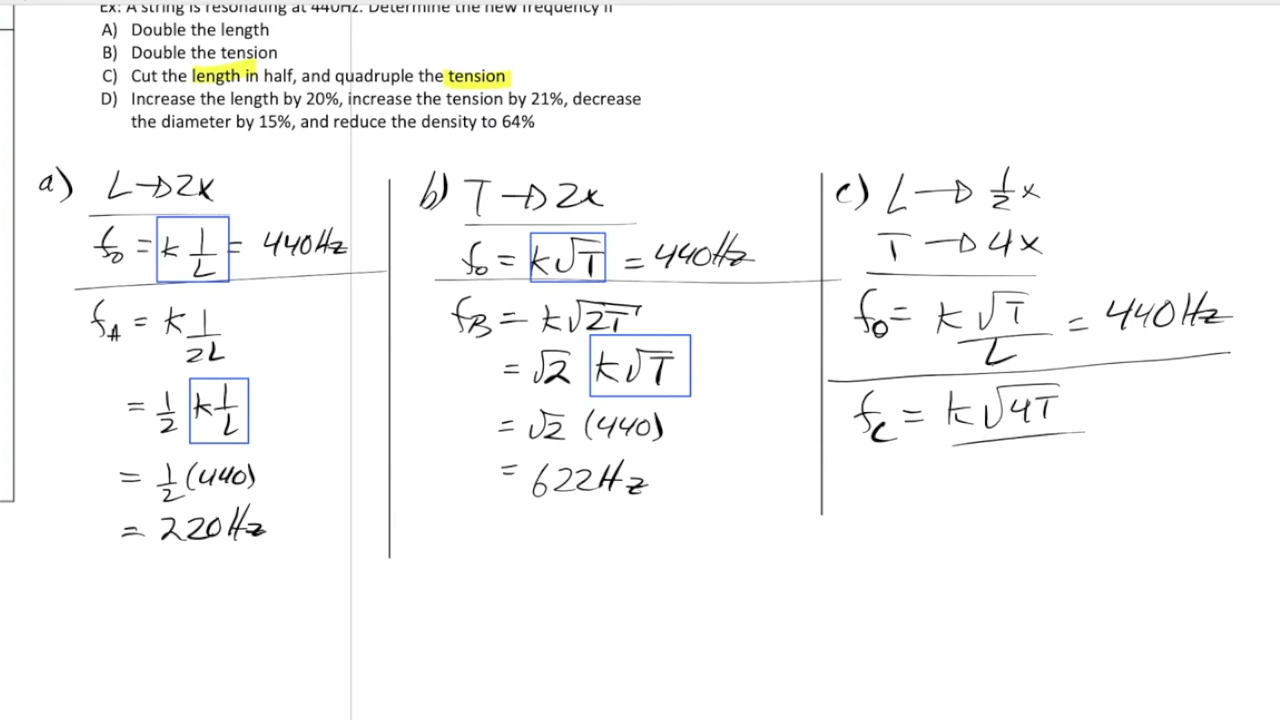 Ex: A string is resonating at 440Hz. Determine the new frequency if
A) Double the length
B) Double the tension
C) Cut the length in half, and quadruple the tension
D) Increase the length by 20%, increase the tension by 21%, decrease
the diameter by 15%, and reduce the density to 64%
a) L→2x
f₀ = k 1/L = 440Hz
f_A = k 1/2L
= 1/2 k 1/L
= 1/2 (440)
= 220Hz
b) T→2x
f₀ = k√T = 440Hz
f_B = k√2T
= √2 k√T
= √2 (440)
= 622Hz
c) L→1/2x
T→4x
f₀ = k√T/L = 440Hz
f_C = k√4T